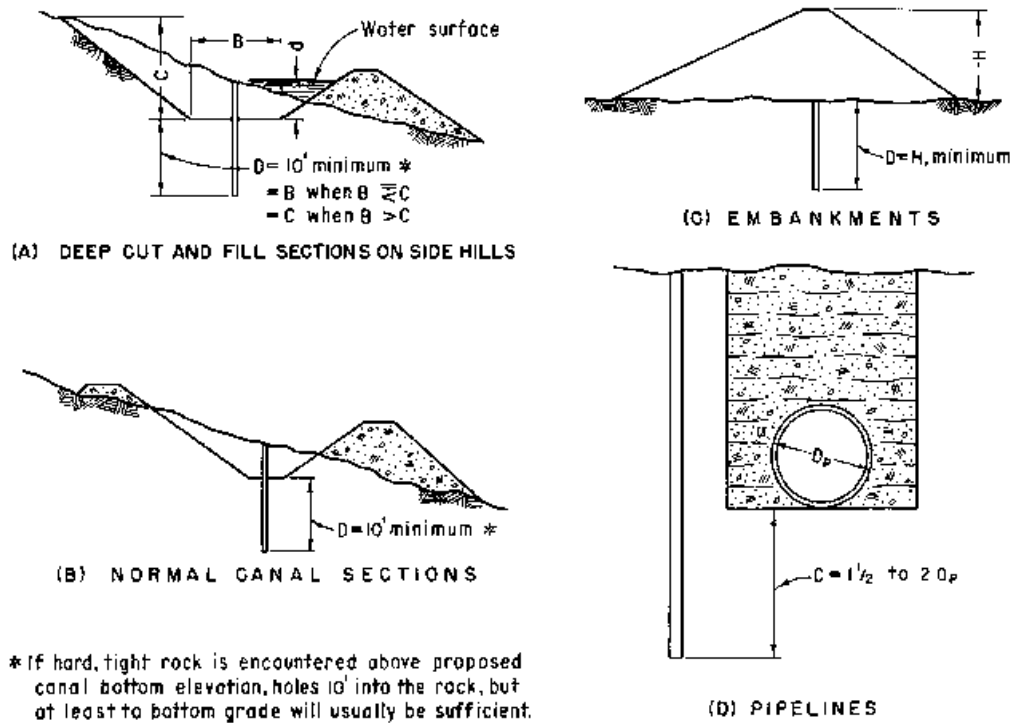 Water surface
B
d
C
D = 10' minimum *
= B when B ≦ C
= C when B > C
(A) DEEP CUT AND FILL SECTIONS ON SIDE HILLS
H
D = H, minimum
(C) EMBANKMENTS
D = 10' minimum *
(B) NORMAL CANAL SECTIONS
Dp
D = 1 1/2 to 2 Dp
(D) PIPELINES
* If hard, tight rock is encountered above proposed
canal bottom elevation, holes 10' into the rock, but
at least to bottom grade will usually be sufficient.